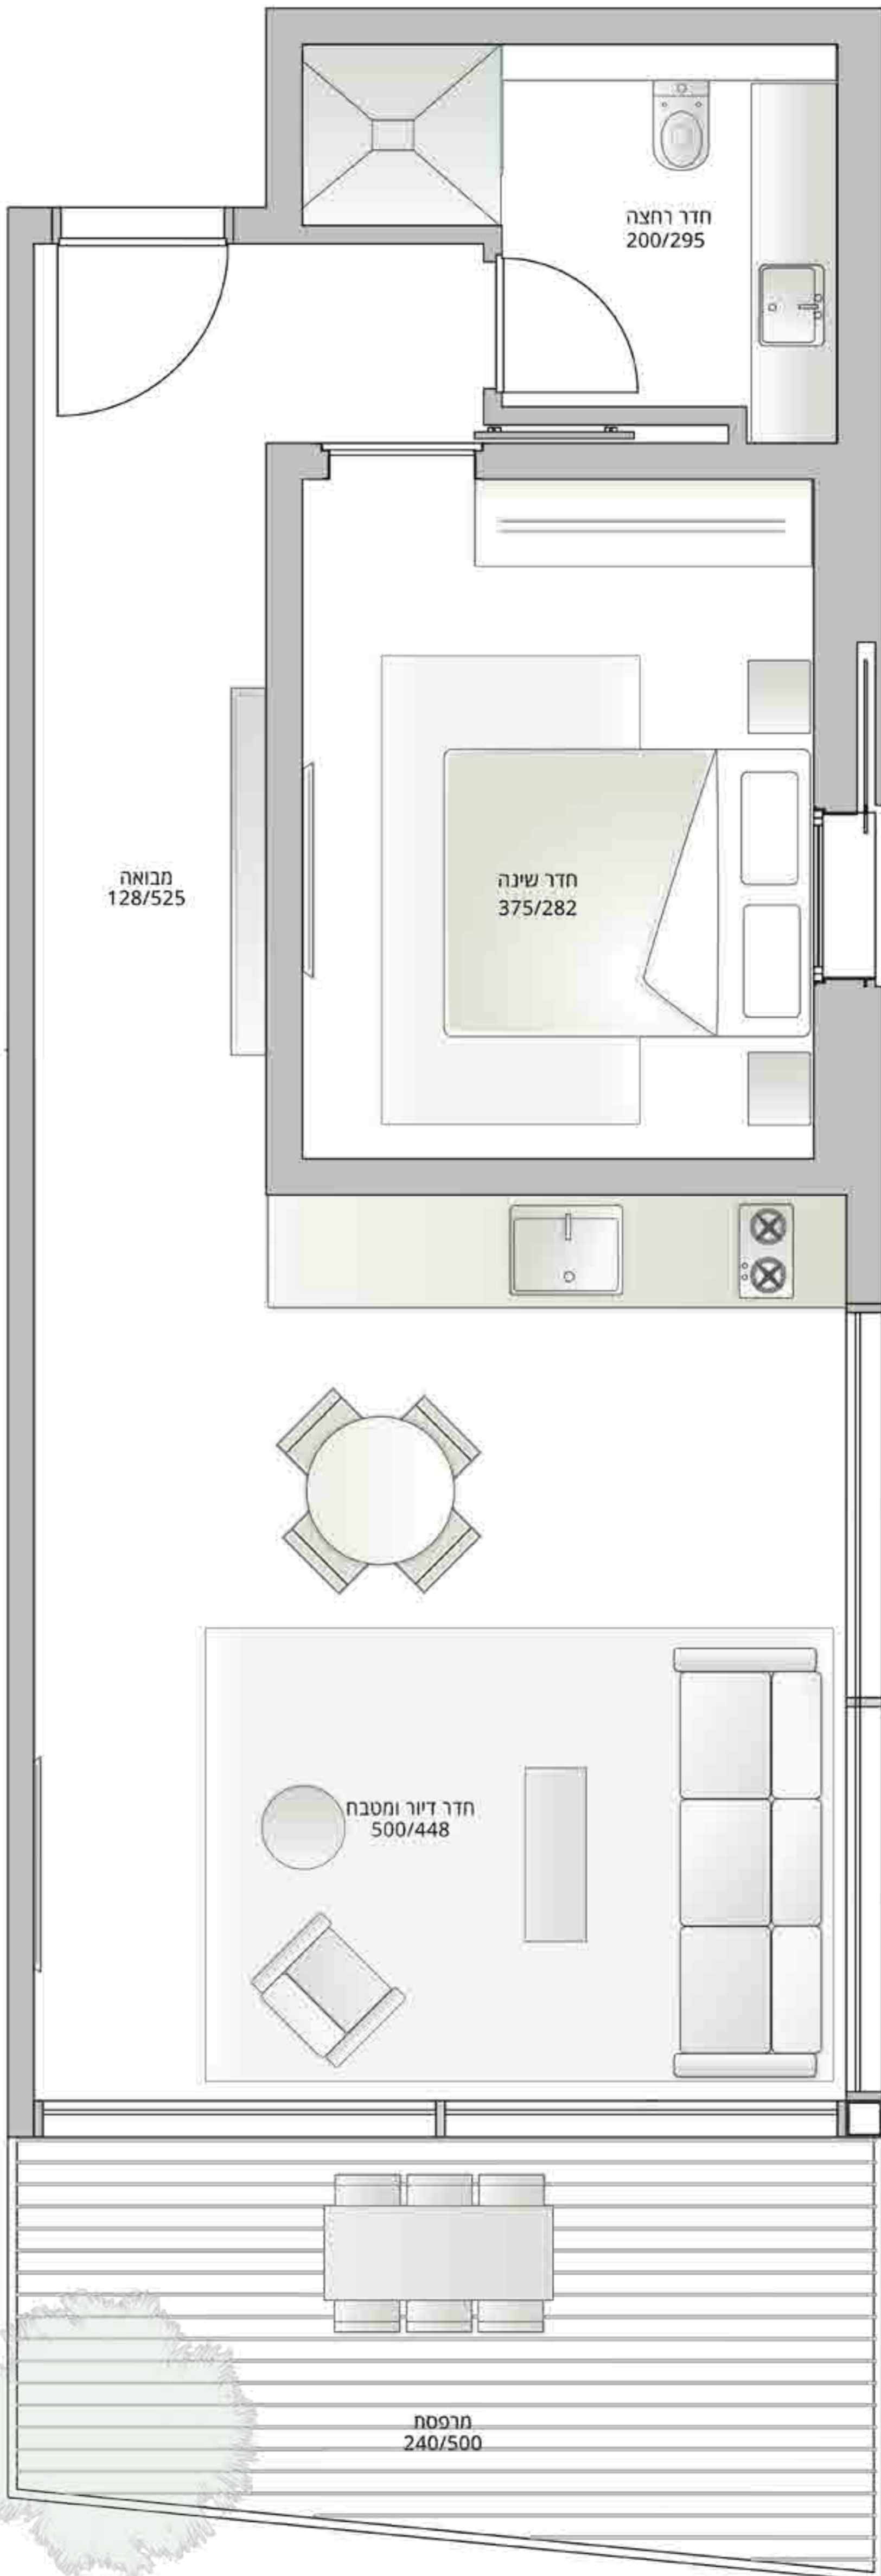 חדר רחצה
200/295
מבואה
128/525
חדר שינה
375/282
חדר דיור ומטבח
500/448
מרפסת
240/500